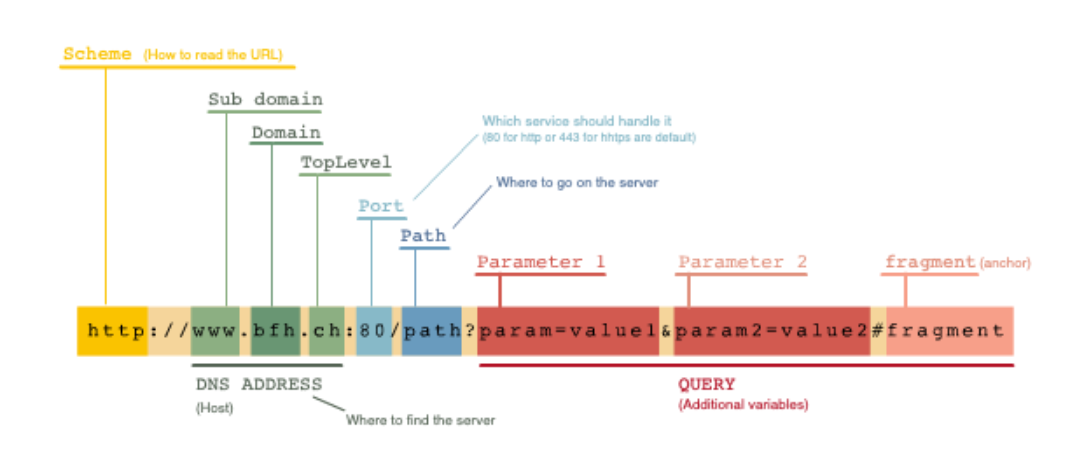 Scheme (How to read the URL)
Sub domain
Domain
TopLevel
Port
Which service should handle it
(80 for http or 443 for hhtps are default)
Where to go on the server
Path
Parameter 1
Parameter 2
fragment (anchor)
http://www.bfh.ch:80/path?param=value1&param2=value2#fragment
DNS ADDRESS
(Host)
Where to find the server
QUERY
(Additional variables)